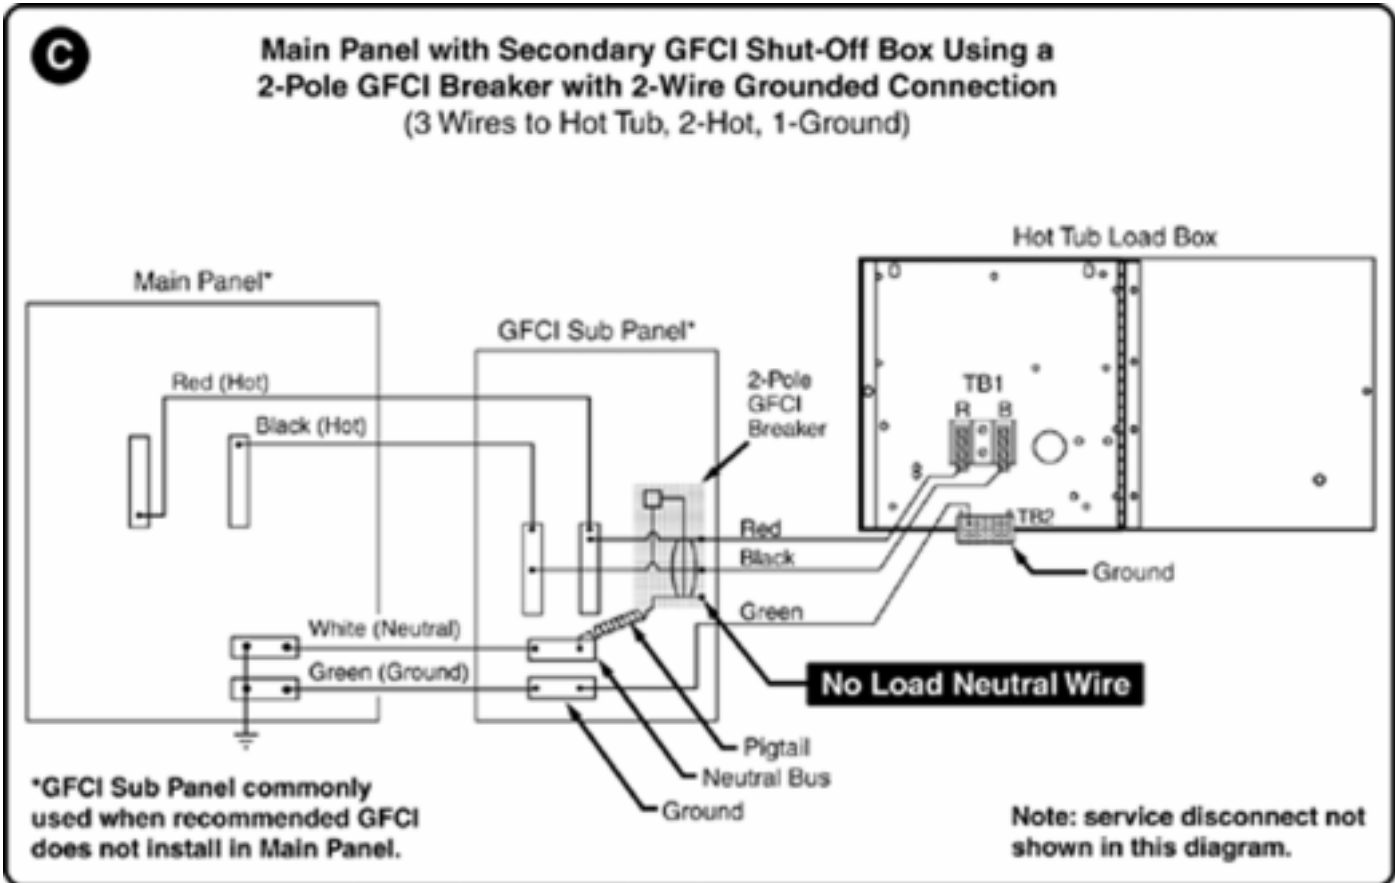 C
Main Panel with Secondary GFCI Shut-Off Box Using a
2-Pole GFCI Breaker with 2-Wire Grounded Connection
(3 Wires to Hot Tub, 2-Hot, 1-Ground)
Hot Tub Load Box
Main Panel*
GFCI Sub Panel*
Red (Hot)
Black (Hot)
2-Pole
GFCI
Breaker
TB1
R B
TB2
Red
Black
Ground
Green
White (Neutral)
Green (Ground)
No Load Neutral Wire
Pigtail
Neutral Bus
Ground
*GFCI Sub Panel commonly
used when recommended GFCI
does not install in Main Panel.
Note: service disconnect not
shown in this diagram.